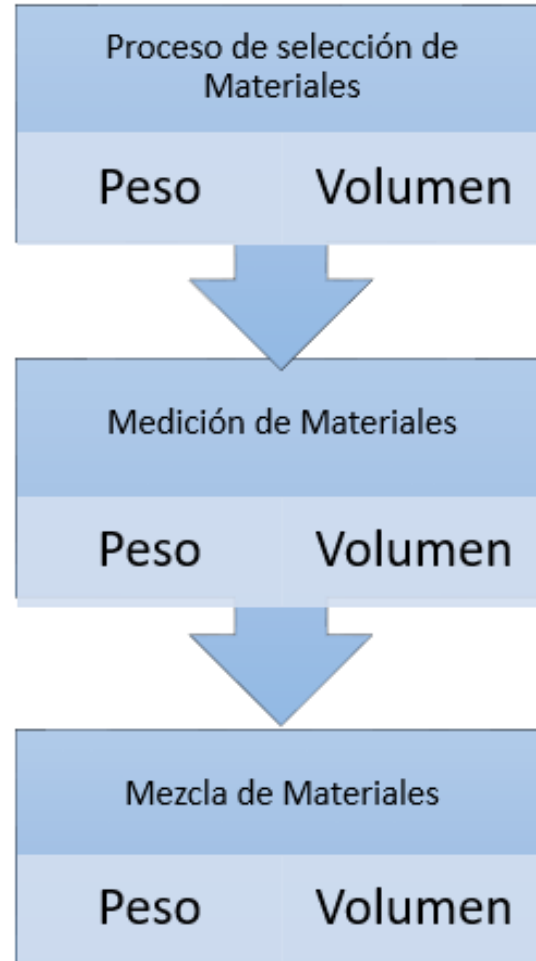 Proceso de selección de
Materiales
Peso Volumen
Medición de Materiales
Peso Volumen
Mezcla de Materiales
Peso Volumen